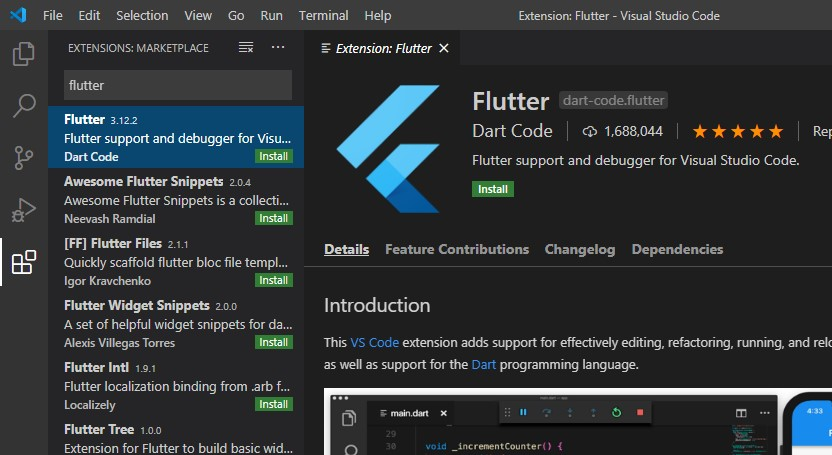 File Edit Selection View Go Run Terminal Help Extension: Flutter - Visual Studio Code
EXTENSIONS: MARKETPLACE
flutter
Flutter 3.12.2
Flutter support and debugger for Visu...
Dart Code Install
Awesome Flutter Snippets 2.0.4
Awesome Flutter Snippets is a collecti...
Neevash Ramdial Install
[FF] Flutter Files 2.1.1
Quickly scaffold flutter bloc file templ...
Igor Kravchenko Install
Flutter Widget Snippets 2.0.0
A set of helpful widget snippets for da...
Alexis Villegas Torres Install
Flutter Intl 1.9.1
Flutter localization binding from .arb f...
Localizely Install
Flutter Tree 1.0.0
Extension for Flutter to build basic wid...
Extension: Flutter
Flutter dart-code.flutter
Dart Code 1,688,044 Rep
Flutter support and debugger for Visual Studio Code.
Install
Details Feature Contributions Changelog Dependencies
Introduction
This VS Code extension adds support for effectively editing, refactoring, running, and relo
as well as support for the Dart programming language.
main.dart
29
30 void _incrementCounter() {
4:33